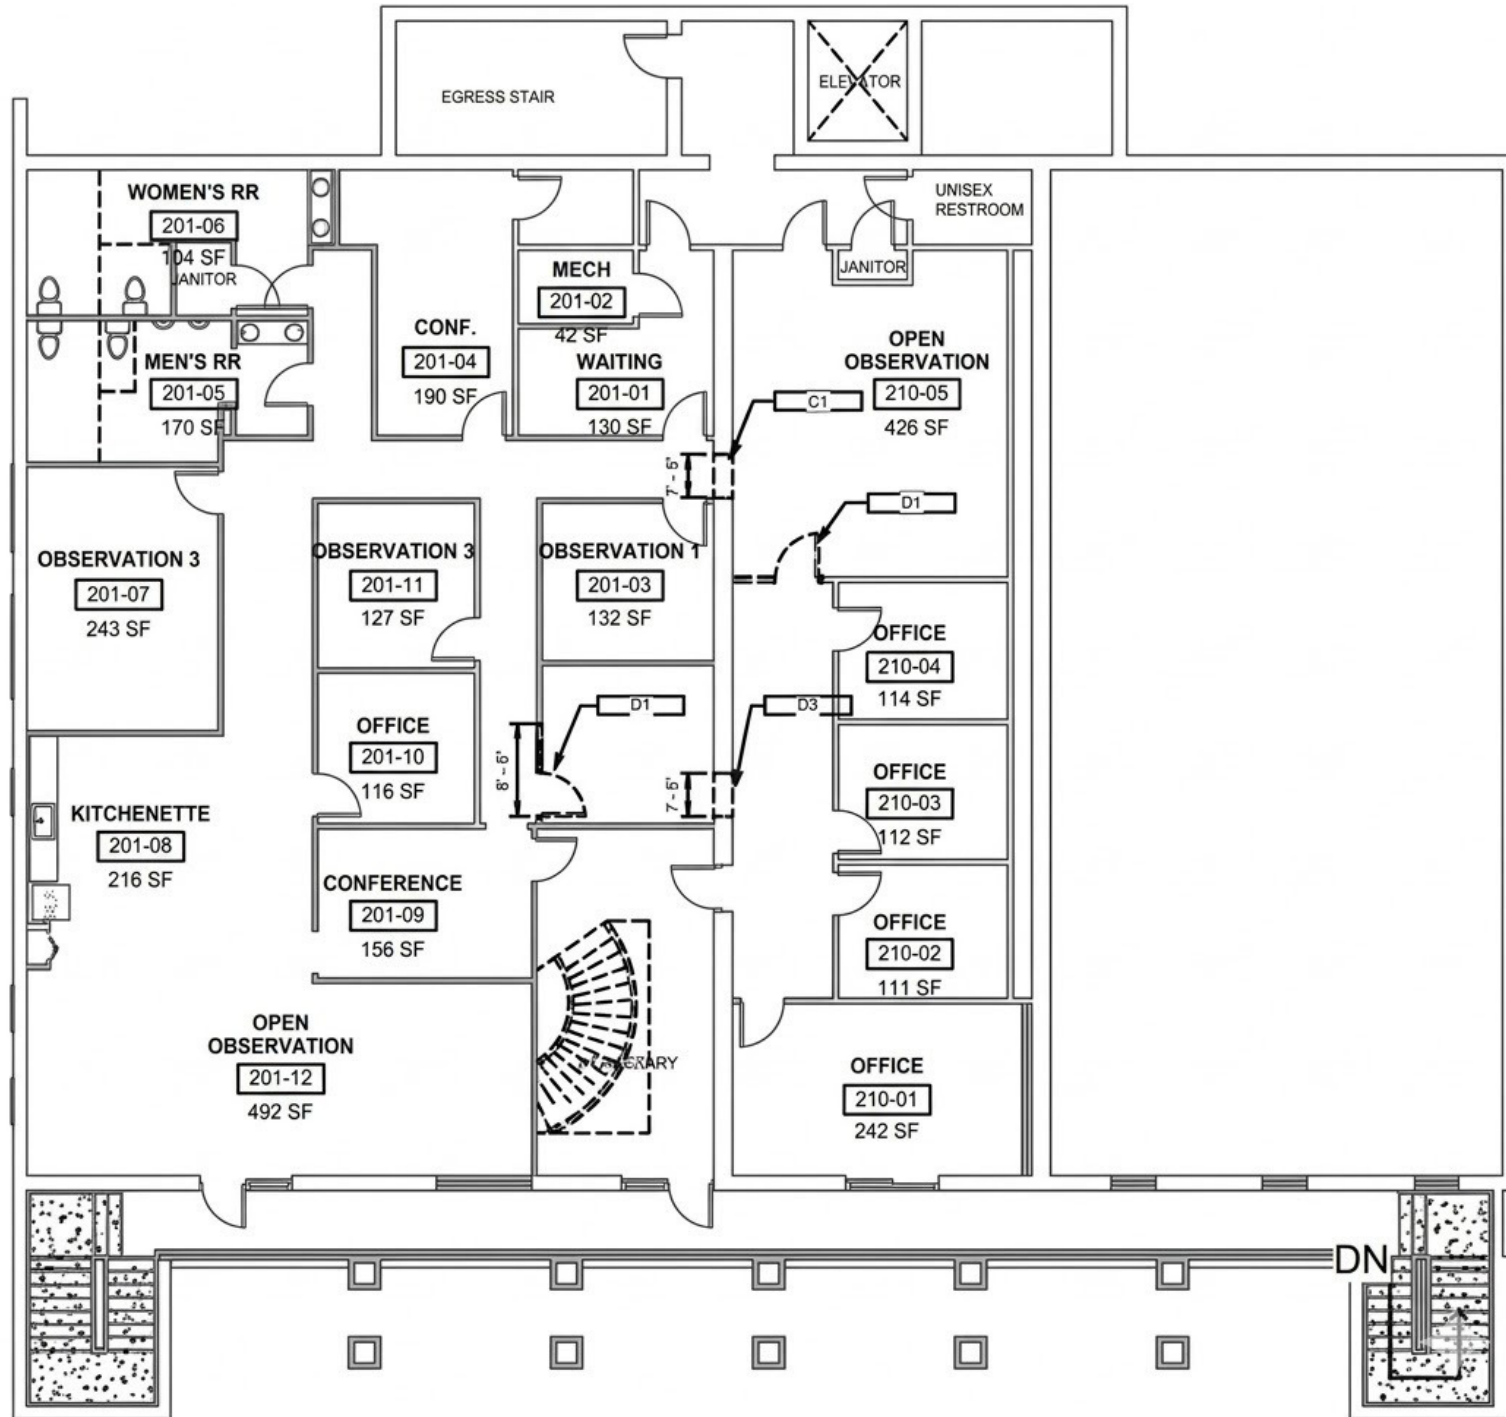 EGRESS STAIR
ELEVATOR
WOMEN'S RR
201-06
104 SF
JANITOR
UNISEX
RESTROOM
JANITOR
MECH
201-02
42 SF
CONF.
201-04
190 SF
WAITING
201-01
130 SF
MEN'S RR
201-05
170 SF
OPEN
OBSERVATION
210-05
426 SF
C1
7' - 6'
D1
OBSERVATION 3
201-07
243 SF
OBSERVATION 3
201-11
127 SF
OBSERVATION 1
201-03
132 SF
OFFICE
210-04
114 SF
D1
D3
OFFICE
201-10
116 SF
8' - 6'
7' - 6'
OFFICE
210-03
112 SF
KITCHENETTE
201-08
216 SF
CONFERENCE
201-09
156 SF
OFFICE
210-02
111 SF
OPEN
OBSERVATION
201-12
492 SF
OFFICE
210-01
242 SF
DN